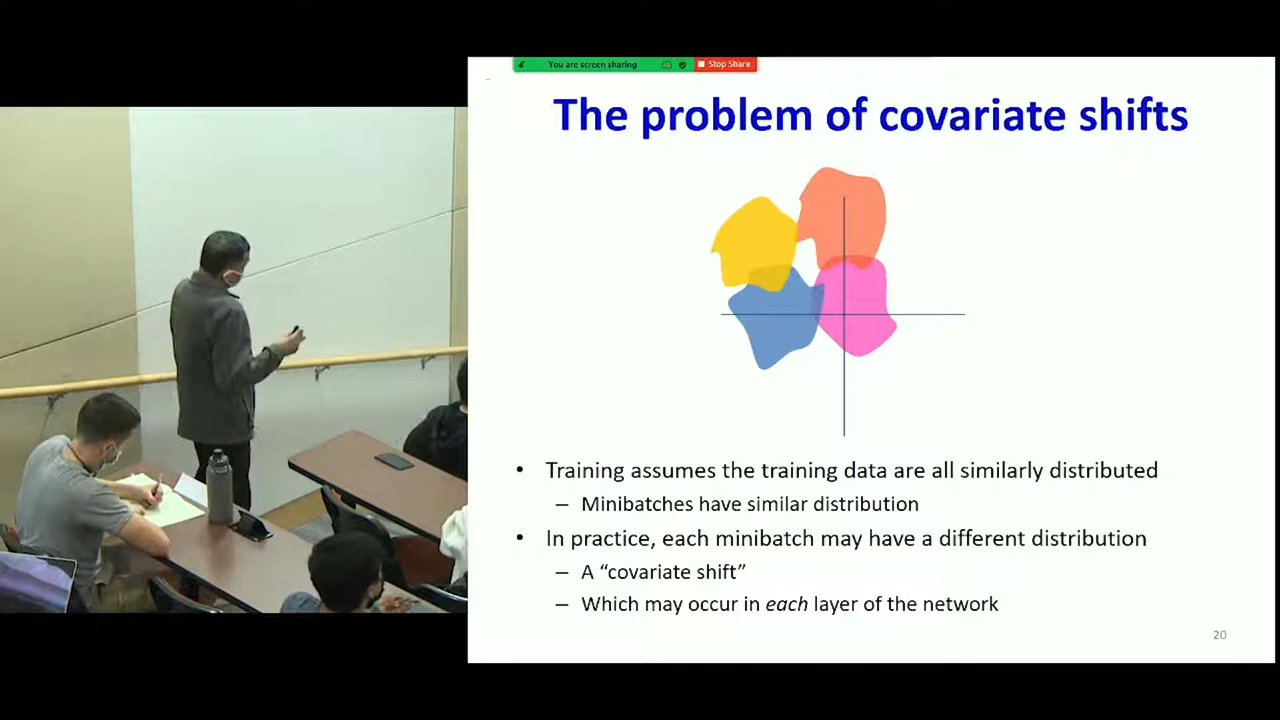 You are screen sharing Stop Share
The problem of covariate shifts
• Training assumes the training data are all similarly distributed
– Minibatches have similar distribution
• In practice, each minibatch may have a different distribution
– A “covariate shift”
– Which may occur in each layer of the network
20